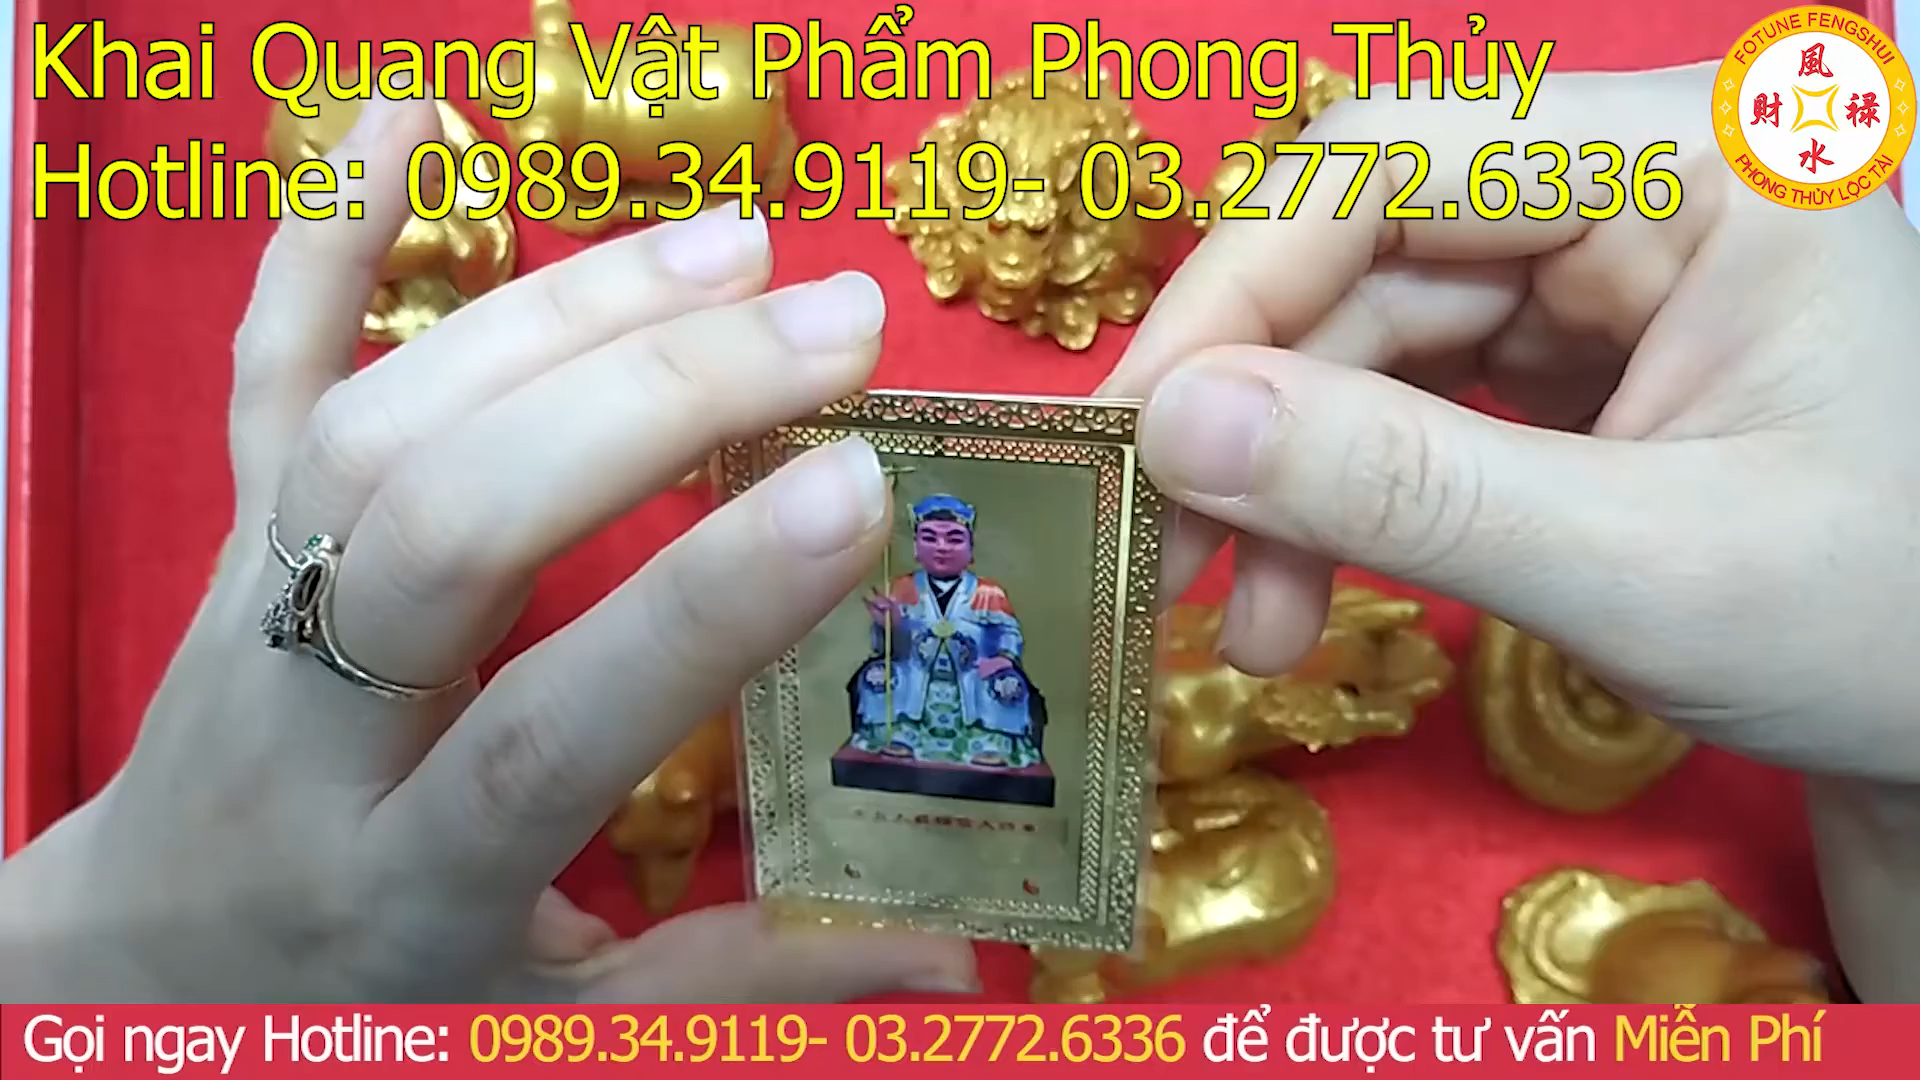 Khai Quang Vật Phẩm Phong Thủy
Hotline: 0989.34.9119- 03.2772.6336
FOTUNE FENGSHUI
風
財 禄
水
PHONG THỦY LỘC TÀI
Gọi ngay Hotline: 0989.34.9119- 03.2772.6336 để được tư vấn Miễn Phí